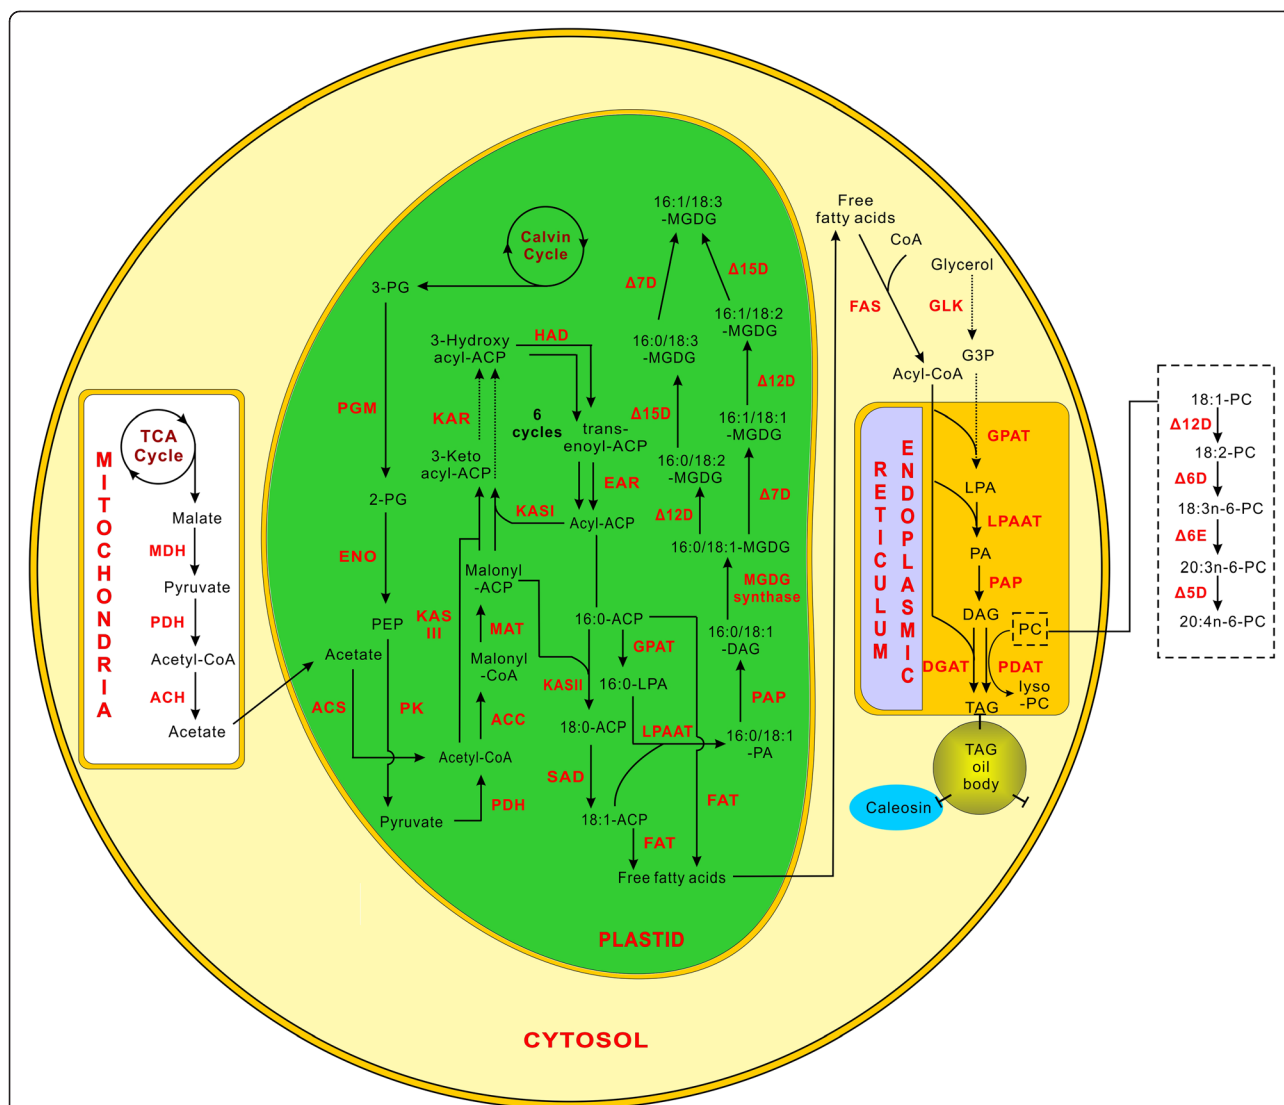 MITOCHONDRIA
TCA
Cycle
Malate
MDH
Pyruvate
PDH
Acetyl-CoA
ACH
Acetate
Calvin
Cycle
3-PG
PGM
2-PG
ENO
PEP
Acetate
ACS
PK
Pyruvate
PDH
Acetyl-CoA
ACC
Malonyl
-CoA
MAT
Malonyl
-ACP
KAS
III
KASI
3-Keto
acyl-ACP
KAR
3-Hydroxy
acyl-ACP
HAD
6
cycles
trans-
enoyl-ACP
EAR
Acyl-ACP
16:0-ACP
GPAT
KASII
16:0-LPA
18:0-ACP
LPAAT
SAD
18:1-ACP
FAT
FAT
Free fatty acids
16:0/18:1
-PA
PAP
16:0/18:1
-DAG
MGDG
synthase
16:0/18:1-MGDG
Δ12D
Δ7D
16:0/18:2
-MGDG
16:1/18:1
-MGDG
Δ15D
Δ12D
16:0/18:3
-MGDG
16:1/18:2
-MGDG
Δ7D
Δ15D
16:1/18:3
-MGDG
PLASTID
CYTOSOL
Free
fatty acids
CoA
FAS
Acyl-CoA
Glycerol
GLK
G3P
ENDOPLASMIC
RETICULUM
GPAT
LPA
LPAAT
PA
PAP
DAG
PC
DGAT
PDAT
lyso
-PC
TAG
TAG
oil
body
Caleosin
18:1-PC
Δ12D
18:2-PC
Δ6D
18:3n-6-PC
Δ6E
20:3n-6-PC
Δ5D
20:4n-6-PC